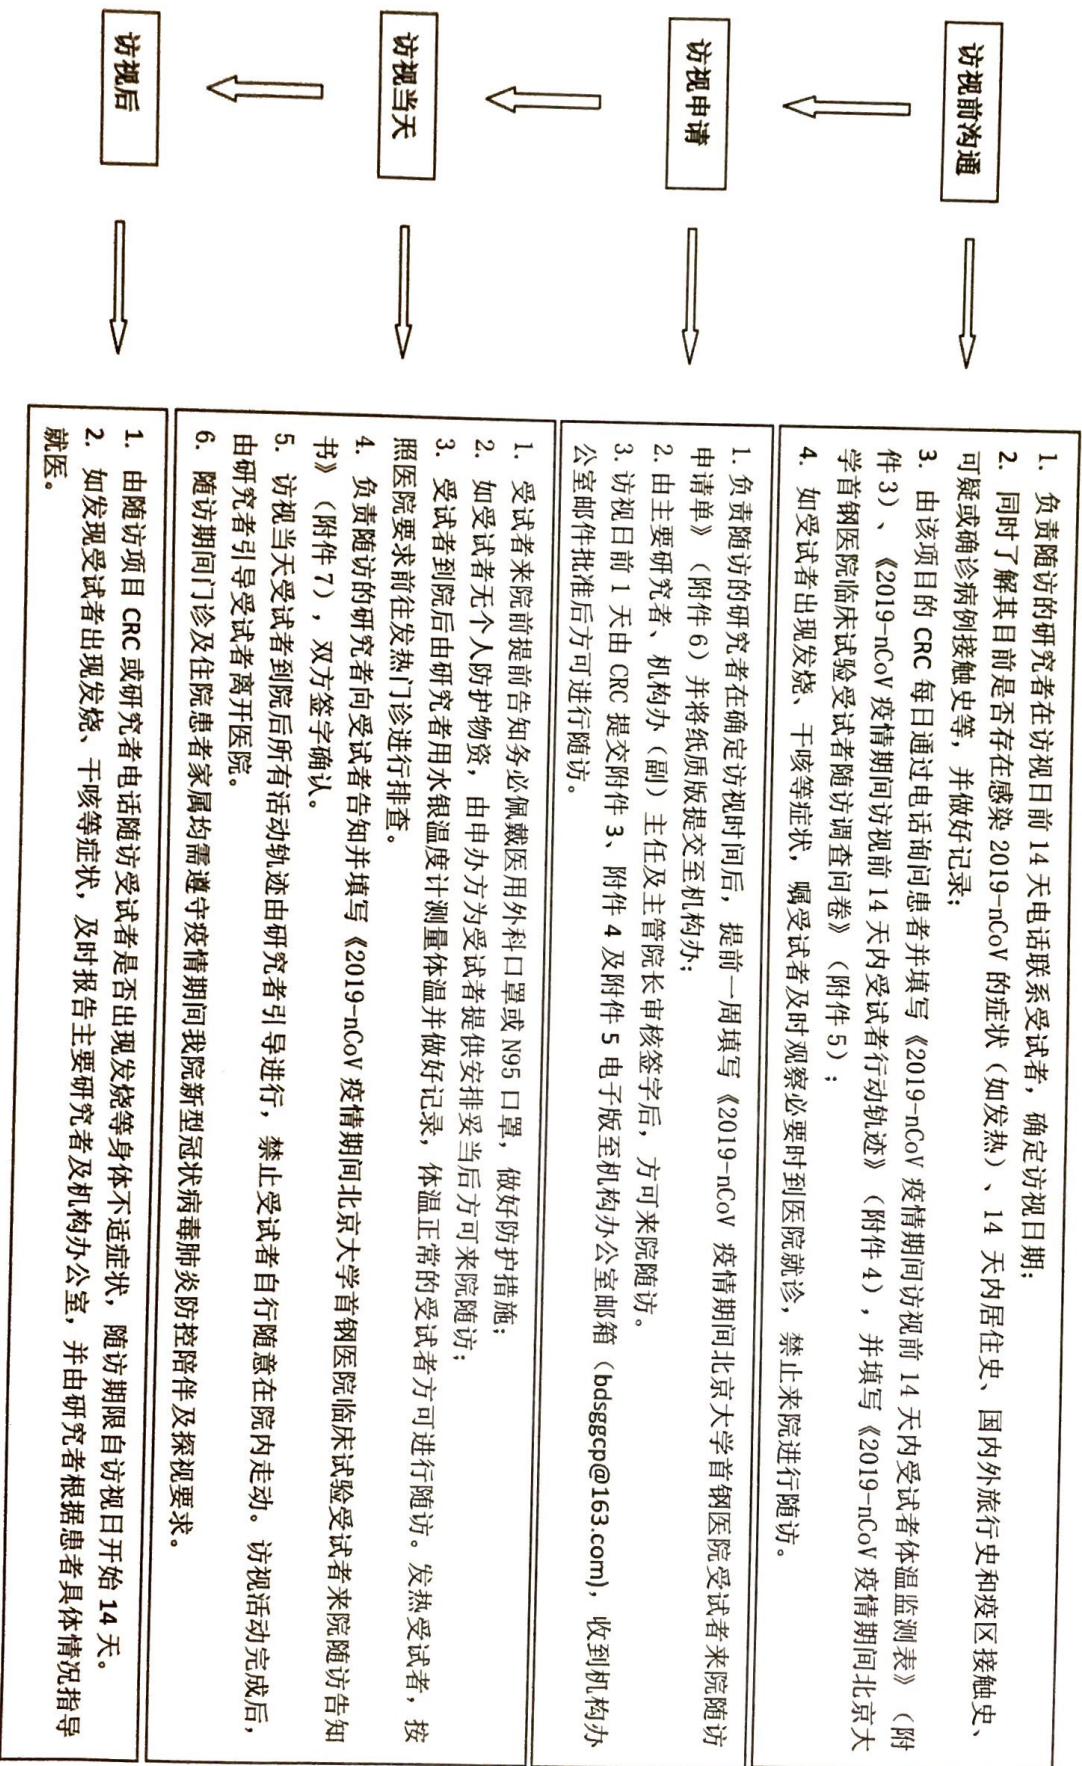 访视前沟通
1. 负责随访的研究者在访视日前 14 天电话联系受试者，确定访视日期；
2. 同时了解其目前是否存在感染 2019-nCoV 的症状（如发热）、14 天内居住史、国内外旅行史和疫区接触史、
可疑或确诊病例接触史等，并做好记录；
3. 由该项目的 CRC 每日通过电话询问患者并填写《2019-nCoV 疫情期间访视前 14 天内受试者体温监测表》（附
件 3）、《2019-nCoV 疫情期间访视前 14 天内受试者行动轨迹》（附件 4），并填写《2019-nCoV 疫情期间北京大
学首钢医院临床试验受试者随访调查问卷》（附件 5）；
4. 如受试者出现发烧、干咳等症状，嘱受试者及时观察必要时到医院就诊，禁止来院进行随访。
访视申请
1. 负责随访的研究者在确定访视时间后，提前一周填写《2019-nCoV 疫情期间北京大学首钢医院受试者来院随访
申请单》（附件 6）并将纸质版提交至机构办；
2. 由主要研究者、机构办（副）主任及主管院长审核签字后，方可来院随访。
3. 访视日前 1 天由 CRC 提交附件 3、附件 4 及附件 5 电子版至机构办公室邮箱（bdsggcp@163.com)，收到机构办
公室邮件批准后方可进行随访。
访视当天
1. 受试者来院前提前告知务必佩戴医用外科口罩或 N95 口罩，做好防护措施；
2. 如受试者无个人防护物资，由申办方为受试者提供安排妥当后方可来院随访；
3. 受试者到院后由研究者用水银温度计测量体温并做好记录，体温正常的受试者方可进行随访。发热受试者，按
照医院要求前往发热门诊进行排查。
4. 负责随访的研究者向受试者告知并填写《2019-nCoV 疫情期间北京大学首钢医院临床试验受试者来院随访告知
书》（附件 7），双方签字确认。
5. 访视当天受试者到院后所有活动轨迹由研究者引导进行，禁止受试者自行随意在院内走动。访视活动完成后，
由研究者引导受试者离开医院。
6. 随访期间门诊及住院患者家属均需遵守疫情期间我院新型冠状病毒肺炎防控陪伴及探视要求。
访视后
1. 由随访项目 CRC 或研究者电话随访受试者是否出现发烧等身体不适症状，随访期限自访视日开始 14 天。
2. 如发现受试者出现发烧、干咳等症状，及时报告主要研究者及机构办公室，并由研究者根据患者具体情况指导
就医。